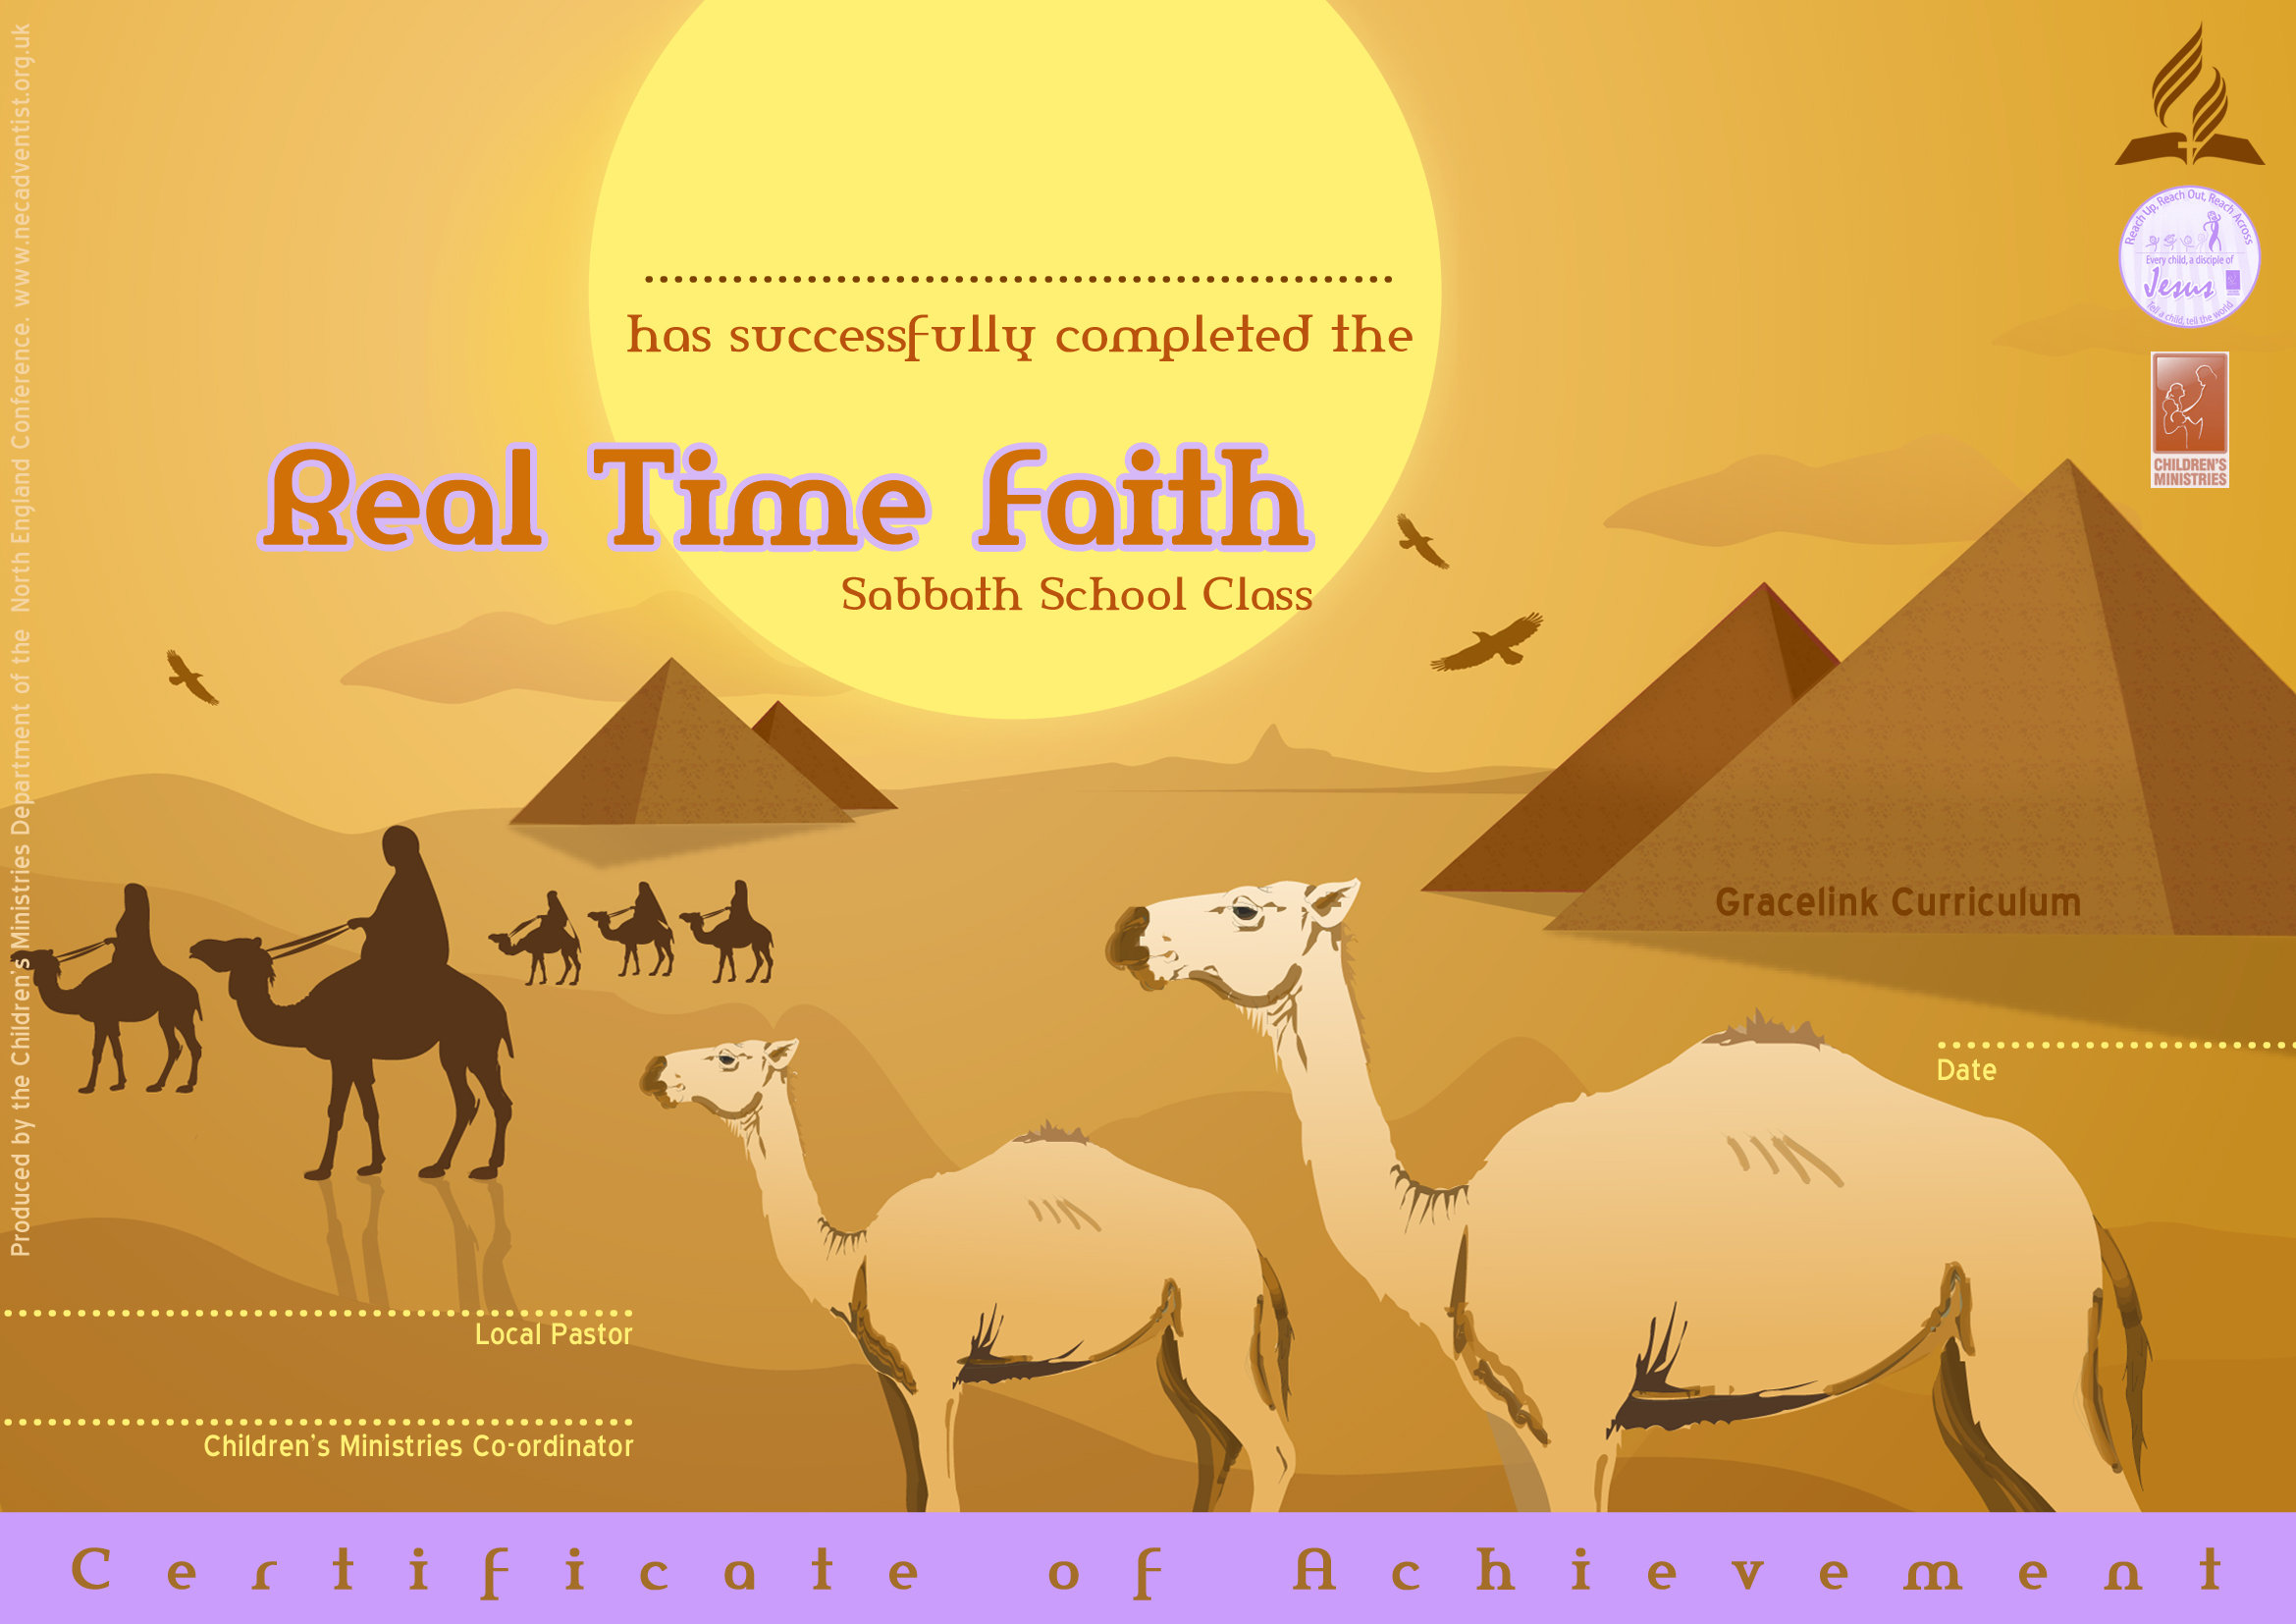 has successfully completed the
Real Time Faith
Sabbath School Class
Reach Up, Reach Out, Reach Across
Every child, a disciple of
Jesus
Tell a child, tell the world
CHILDREN'S
MINISTRIES
Gracelink Curriculum
Date
Local Pastor
Children's Ministries Co-ordinator
Produced by the Children's Ministries Department of the North England Conference. www.necadventist.org.uk
Certificate of Achievement